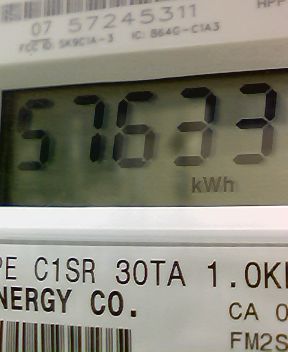 07 57245311
FCC ID: SK9C1A-3 IC: 864G-C1A3
57633
kWh
PE C1SR 30TA 1.0K
NERGY CO.
CA 0
FM2S